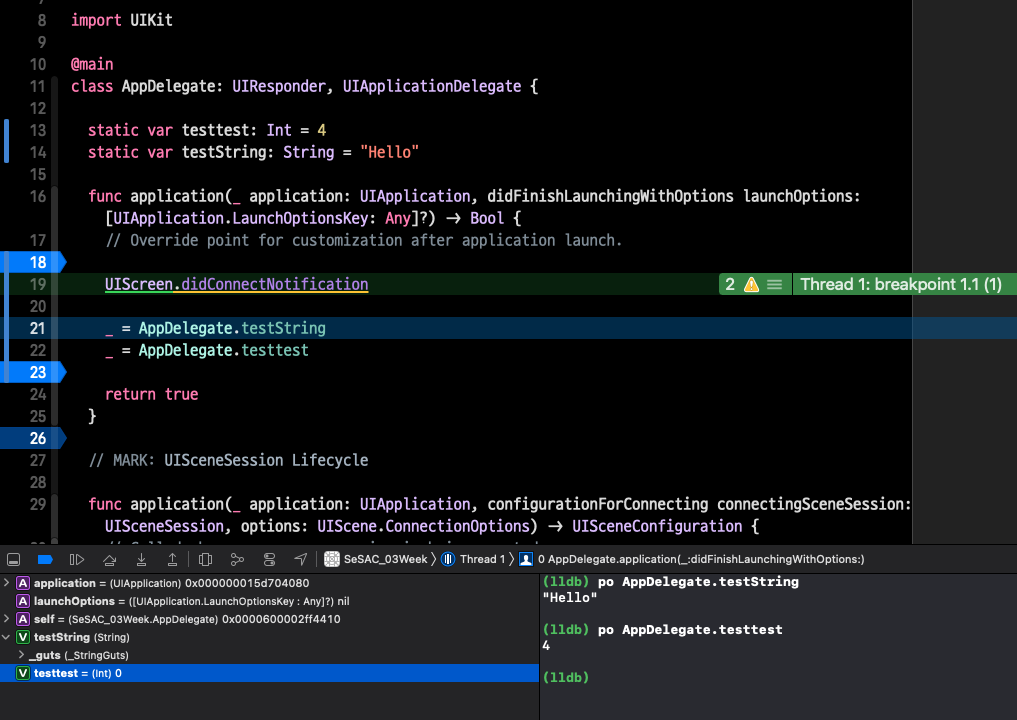 7
8 import UIKit
9
10 @main
11 class AppDelegate: UIResponder, UIApplicationDelegate {
12
13 static var testtest: Int = 4
14 static var testString: String = "Hello"
15
16 func application(_ application: UIApplication, didFinishLaunchingWithOptions launchOptions:
[UIApplication.LaunchOptionsKey: Any]?) -> Bool {
17 // Override point for customization after application launch.
18
19 UIScreen.didConnectNotification 2 Thread 1: breakpoint 1.1 (1)
20
21 _ = AppDelegate.testString
22 _ = AppDelegate.testtest
23
24 return true
25 }
26
27 // MARK: UISceneSession Lifecycle
28
29 func application(_ application: UIApplication, configurationForConnecting connectingSceneSession:
UISceneSession, options: UIScene.ConnectionOptions) -> UISceneConfiguration {
SeSAC_03Week 〉 Thread 1 〉 0 AppDelegate.application(_:didFinishLaunchingWithOptions:)
A application = (UIApplication) 0x000000015d704080
A launchOptions = ([UIApplication.LaunchOptionsKey : Any]?) nil
A self = (SeSAC_03Week.AppDelegate) 0x0000600002ff4410
V testString (String)
_guts (_StringGuts)
V testtest = (Int) 0
(lldb) po AppDelegate.testString
"Hello"
(lldb) po AppDelegate.testtest
4
(lldb)